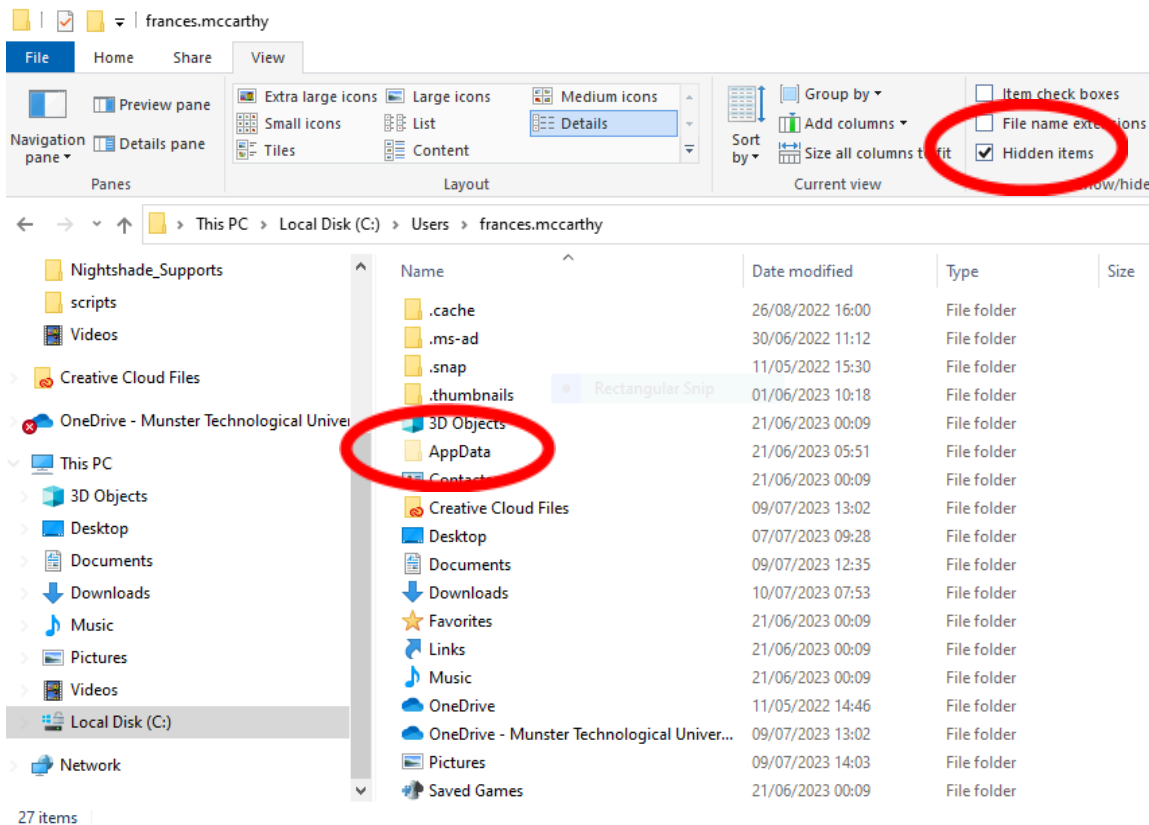 frances.mccarthy
File Home Share View
Navigation pane
Preview pane
Details pane
Panes
Extra large icons Large icons Medium icons
Small icons List Details
Tiles Content
Layout
Sort by
Group by
Add columns
Size all columns to fit
Current view
Item check boxes
File name extensions
Hidden items
This PC > Local Disk (C:) > Users > frances.mccarthy
Nightshade_Supports
scripts
Videos
Creative Cloud Files
OneDrive - Munster Technological Univer
This PC
3D Objects
Desktop
Documents
Downloads
Music
Pictures
Videos
Local Disk (C:)
Network
Name Date modified Type Size
.cache 26/08/2022 16:00 File folder
.ms-ad 30/06/2022 11:12 File folder
.snap 11/05/2022 15:30 File folder
Rectangular Snip
.thumbnails 01/06/2023 10:18 File folder
3D Objects 21/06/2023 00:09 File folder
AppData 21/06/2023 05:51 File folder
Contacts 21/06/2023 00:09 File folder
Creative Cloud Files 09/07/2023 13:02 File folder
Desktop 07/07/2023 09:28 File folder
Documents 09/07/2023 12:35 File folder
Downloads 10/07/2023 07:53 File folder
Favorites 21/06/2023 00:09 File folder
Links 21/06/2023 00:09 File folder
Music 21/06/2023 00:09 File folder
OneDrive 11/05/2022 14:46 File folder
OneDrive - Munster Technological Univer... 09/07/2023 13:02 File folder
Pictures 09/07/2023 14:03 File folder
Saved Games 21/06/2023 00:09 File folder
27 items